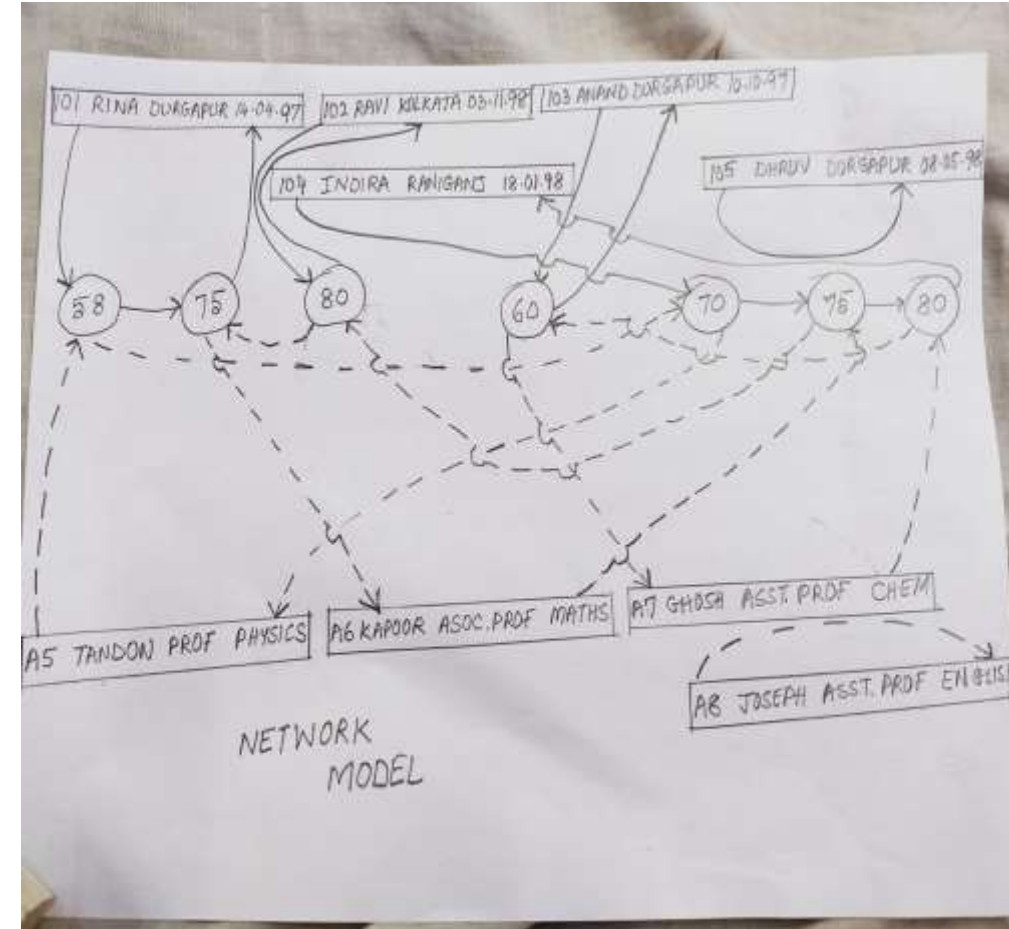 101 RINA DURGAPUR 14.04.97
102 RAVI KOLKATA 03.11.98
103 ANAND DURGAPUR 10.10.97
104 INDIRA RANIGANJ 18.01.98
105 DHRUV DURGAPUR 08.05.98
58
75
80
60
70
75
80
A5 TANDON PROF PHYSICS
A6 KAPOOR ASOC.PROF MATHS
A7 GHOSH ASST.PROF CHEM
A8 JOSEPH ASST.PROF ENGLISH
NETWORK
MODEL